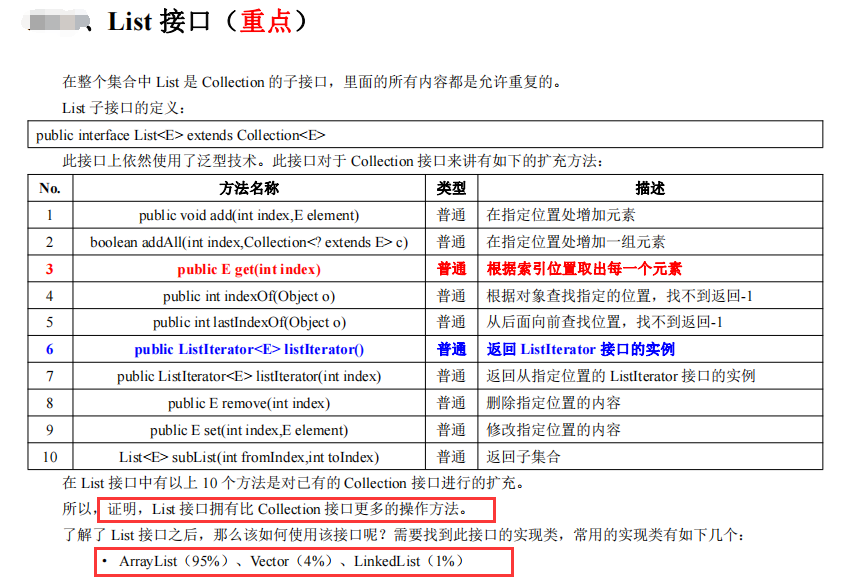 、List 接口（重点）
在整个集合中 List 是 Collection 的子接口，里面的所有内容都是允许重复的。
List 子接口的定义：
public interface List<E> extends Collection<E>
此接口上依然使用了泛型技术。此接口对于 Collection 接口来讲有如下的扩充方法：
No. 方法名称 类型 描述
1 public void add(int index,E element) 普通 在指定位置处增加元素
2 boolean addAll(int index,Collection<? extends E> c) 普通 在指定位置处增加一组元素
3 public E get(int index) 普通 根据索引位置取出每一个元素
4 public int indexOf(Object o) 普通 根据对象查找指定的位置，找不到返回-1
5 public int lastIndexOf(Object o) 普通 从后面向前查找位置，找不到返回-1
6 public ListIterator<E> listIterator() 普通 返回 ListIterator 接口的实例
7 public ListIterator<E> listIterator(int index) 普通 返回从指定位置的 ListIterator 接口的实例
8 public E remove(int index) 普通 删除指定位置的内容
9 public E set(int index,E element) 普通 修改指定位置的内容
10 List<E> subList(int fromIndex,int toIndex) 普通 返回子集合
在 List 接口中有以上 10 个方法是对已有的 Collection 接口进行的扩充。
所以，证明，List 接口拥有比 Collection 接口更多的操作方法。
了解了 List 接口之后，那么该如何使用该接口呢？需要找到此接口的实现类，常用的实现类有如下几个：
• ArrayList（95%）、Vector（4%）、LinkedList（1%）